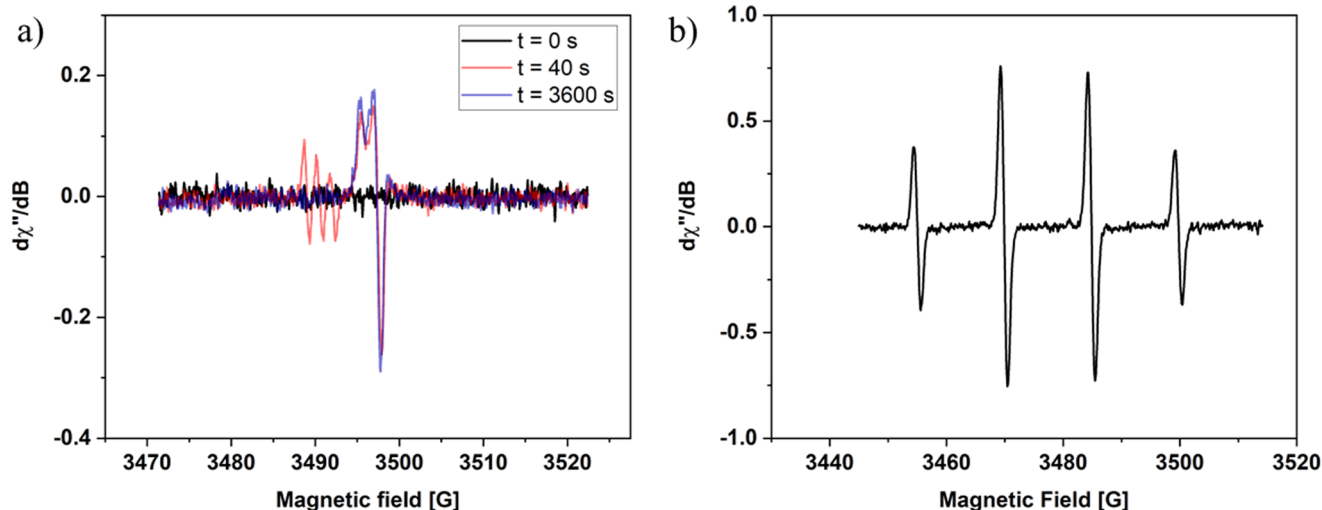 a)
t = 0 s
t = 40 s
t = 3600 s
0.2
0.0
-0.2
-0.4
dχ"/dB
3470 3480 3490 3500 3510 3520
Magnetic field [G]
b)
1.0
0.5
0.0
-0.5
-1.0
dχ"/dB
3440 3460 3480 3500 3520
Magnetic Field [G]